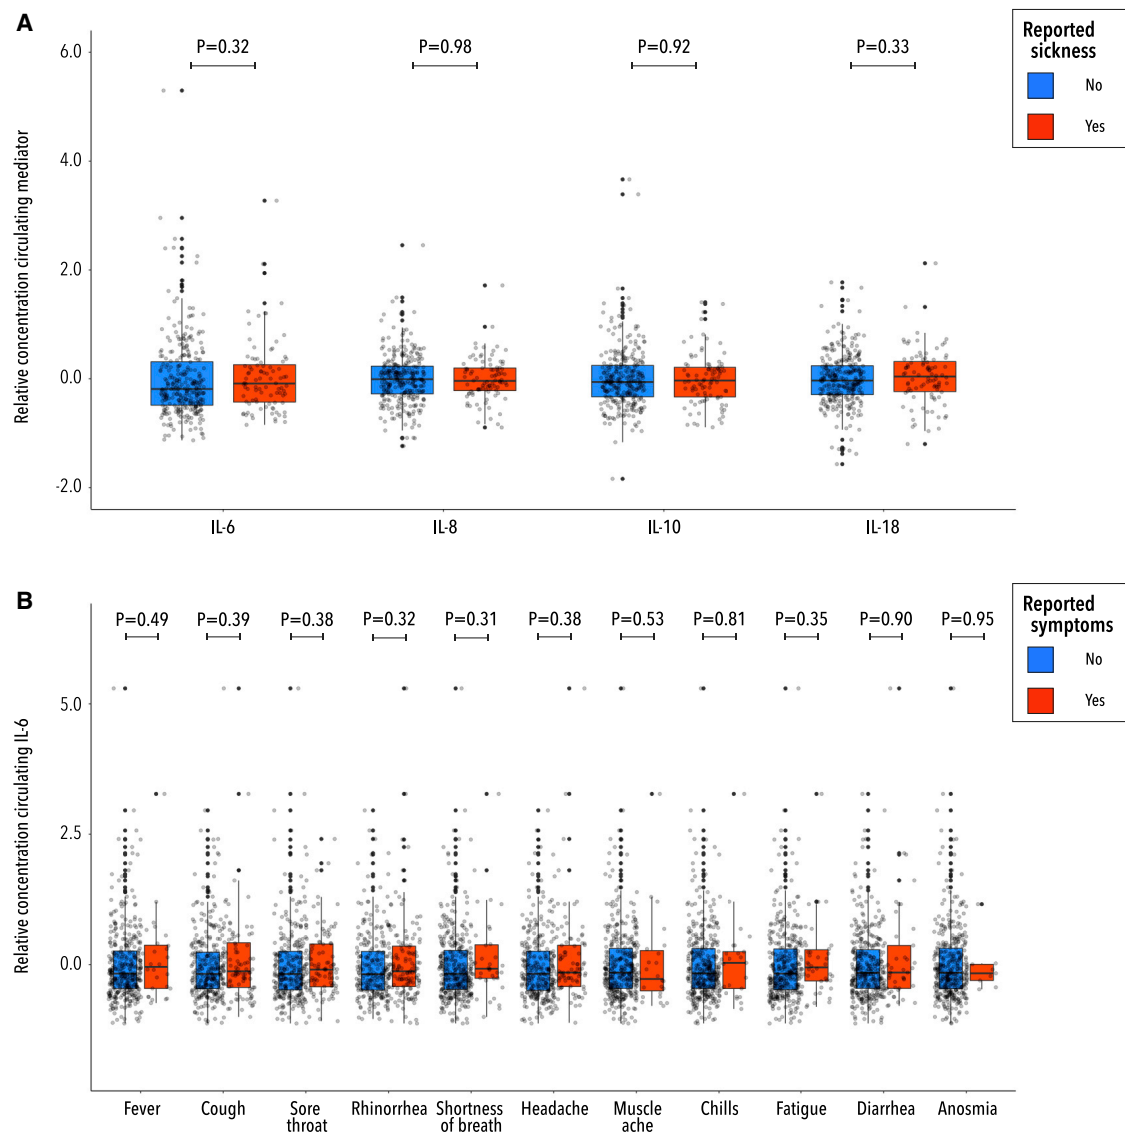 A
Relative concentration circulating mediator
6.0
4.0
2.0
0.0
-2.0
P=0.32
P=0.98
P=0.92
P=0.33
IL-6
IL-8
IL-10
IL-18
Reported
sickness
No
Yes
B
Relative concentration circulating IL-6
5.0
2.5
0.0
P=0.49
P=0.39
P=0.38
P=0.32
P=0.31
P=0.38
P=0.53
P=0.81
P=0.35
P=0.90
P=0.95
Fever
Cough
Sore
throat
Rhinorrhea
Shortness
of breath
Headache
Muscle
ache
Chills
Fatigue
Diarrhea
Anosmia
Reported
symptoms
No
Yes